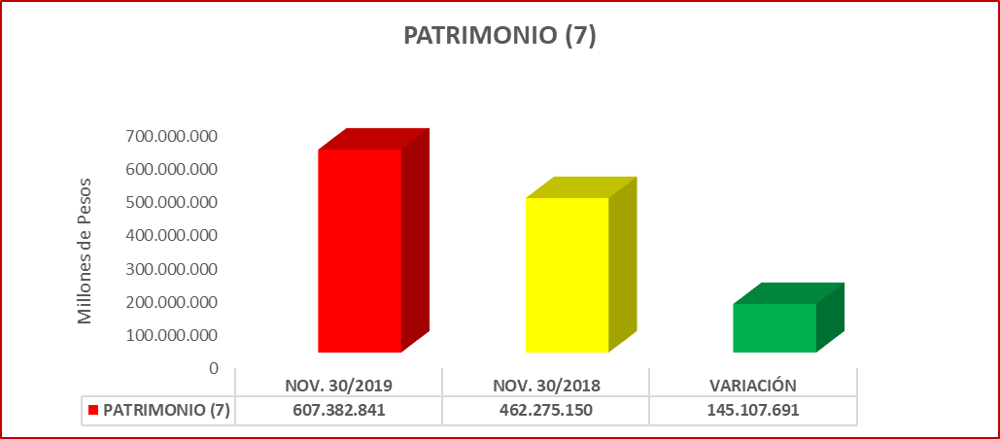 PATRIMONIO (7)
Millones de Pesos
700.000.000
600.000.000
500.000.000
400.000.000
300.000.000
200.000.000
100.000.000
0
NOV. 30/2019 NOV. 30/2018 VARIACIÓN
PATRIMONIO (7) 607.382.841 462.275.150 145.107.691